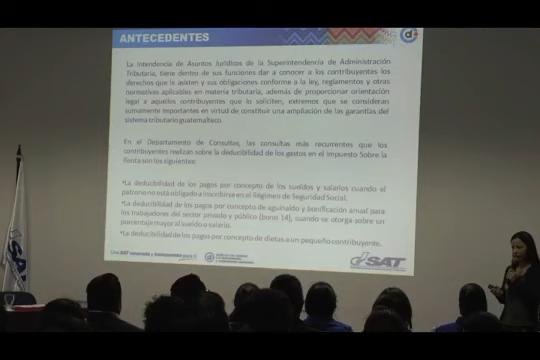 ANTECEDENTES
La Intendencia de Asuntos Jurídicos de la Superintendencia de Administración
Tributaria, tiene dentro de sus funciones dar a conocer a los contribuyentes los
derechos que le asisten y sus obligaciones conforme a la ley, reglamentos y otras
normativas aplicables en materia tributaria, además de proporcionar orientación
legal a aquellos contribuyentes que lo soliciten, extremos que se consideran
sumamente importantes en virtud de constituir una ampliación de las garantías del
sistema tributario guatemalteco.
En el Departamento de Consultas, las consultas más recurrentes que los
contribuyentes realizan sobre la deducibilidad de los gastos en el Impuesto Sobre la
Renta son los siguientes:
•La deducibilidad de los pagos por concepto de los sueldos y salarios cuando el
patrono no está obligado a inscribirse en el Régimen de Seguridad Social.
•La deducibilidad de los pagos por concepto de aguinaldo y bonificación anual para
los trabajadores del sector privado y público (bono 14), cuando se otorga sobre un
porcentaje mayor al sueldo o salario.
•La deducibilidad de los pagos por concepto de dietas a un pequeño contribuyente.
Una SAT renovada y transparente para ti
SAT
SAT